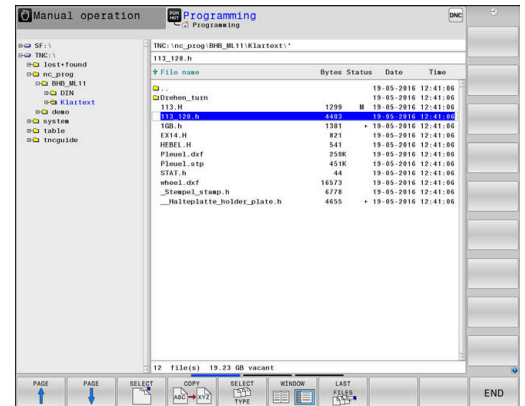 Manual operation
Programming
Programming
DNC
SF:\
TNC:\
lost+found
nc_prog
BHB_ML11
DIN
Klartext
demo
system
table
tncguide
TNC:\nc_prog\BHB_ML11\Klartext\*
113_128.h
File name Bytes Status Date Time
.. 19-05-2016 12:41:06
Drehen_turn 19-05-2016 12:41:06
113.H 1299 M 19-05-2016 12:41:06
113_128.h 4483 19-05-2016 12:41:06
1GB.h 1381 + 19-05-2016 12:41:06
EX14.H 821 19-05-2016 12:41:06
HEBEL.H 541 19-05-2016 12:41:06
Pleuel.dxf 259K 19-05-2016 12:41:06
Pleuel.stp 451K 19-05-2016 12:41:06
STAT.h 44 19-05-2016 12:41:06
wheel.dxf 16573 19-05-2016 12:41:06
_Stempel_stamp.h 6778 19-05-2016 12:41:06
__Halteplatte_holder_plate.h 4655 + 19-05-2016 12:41:06
12 file(s) 19.23 GB vacant
PAGE
PAGE
SELECT
COPY
ABC → XYZ
SELECT
TYPE
WINDOW
LAST
FILES
END